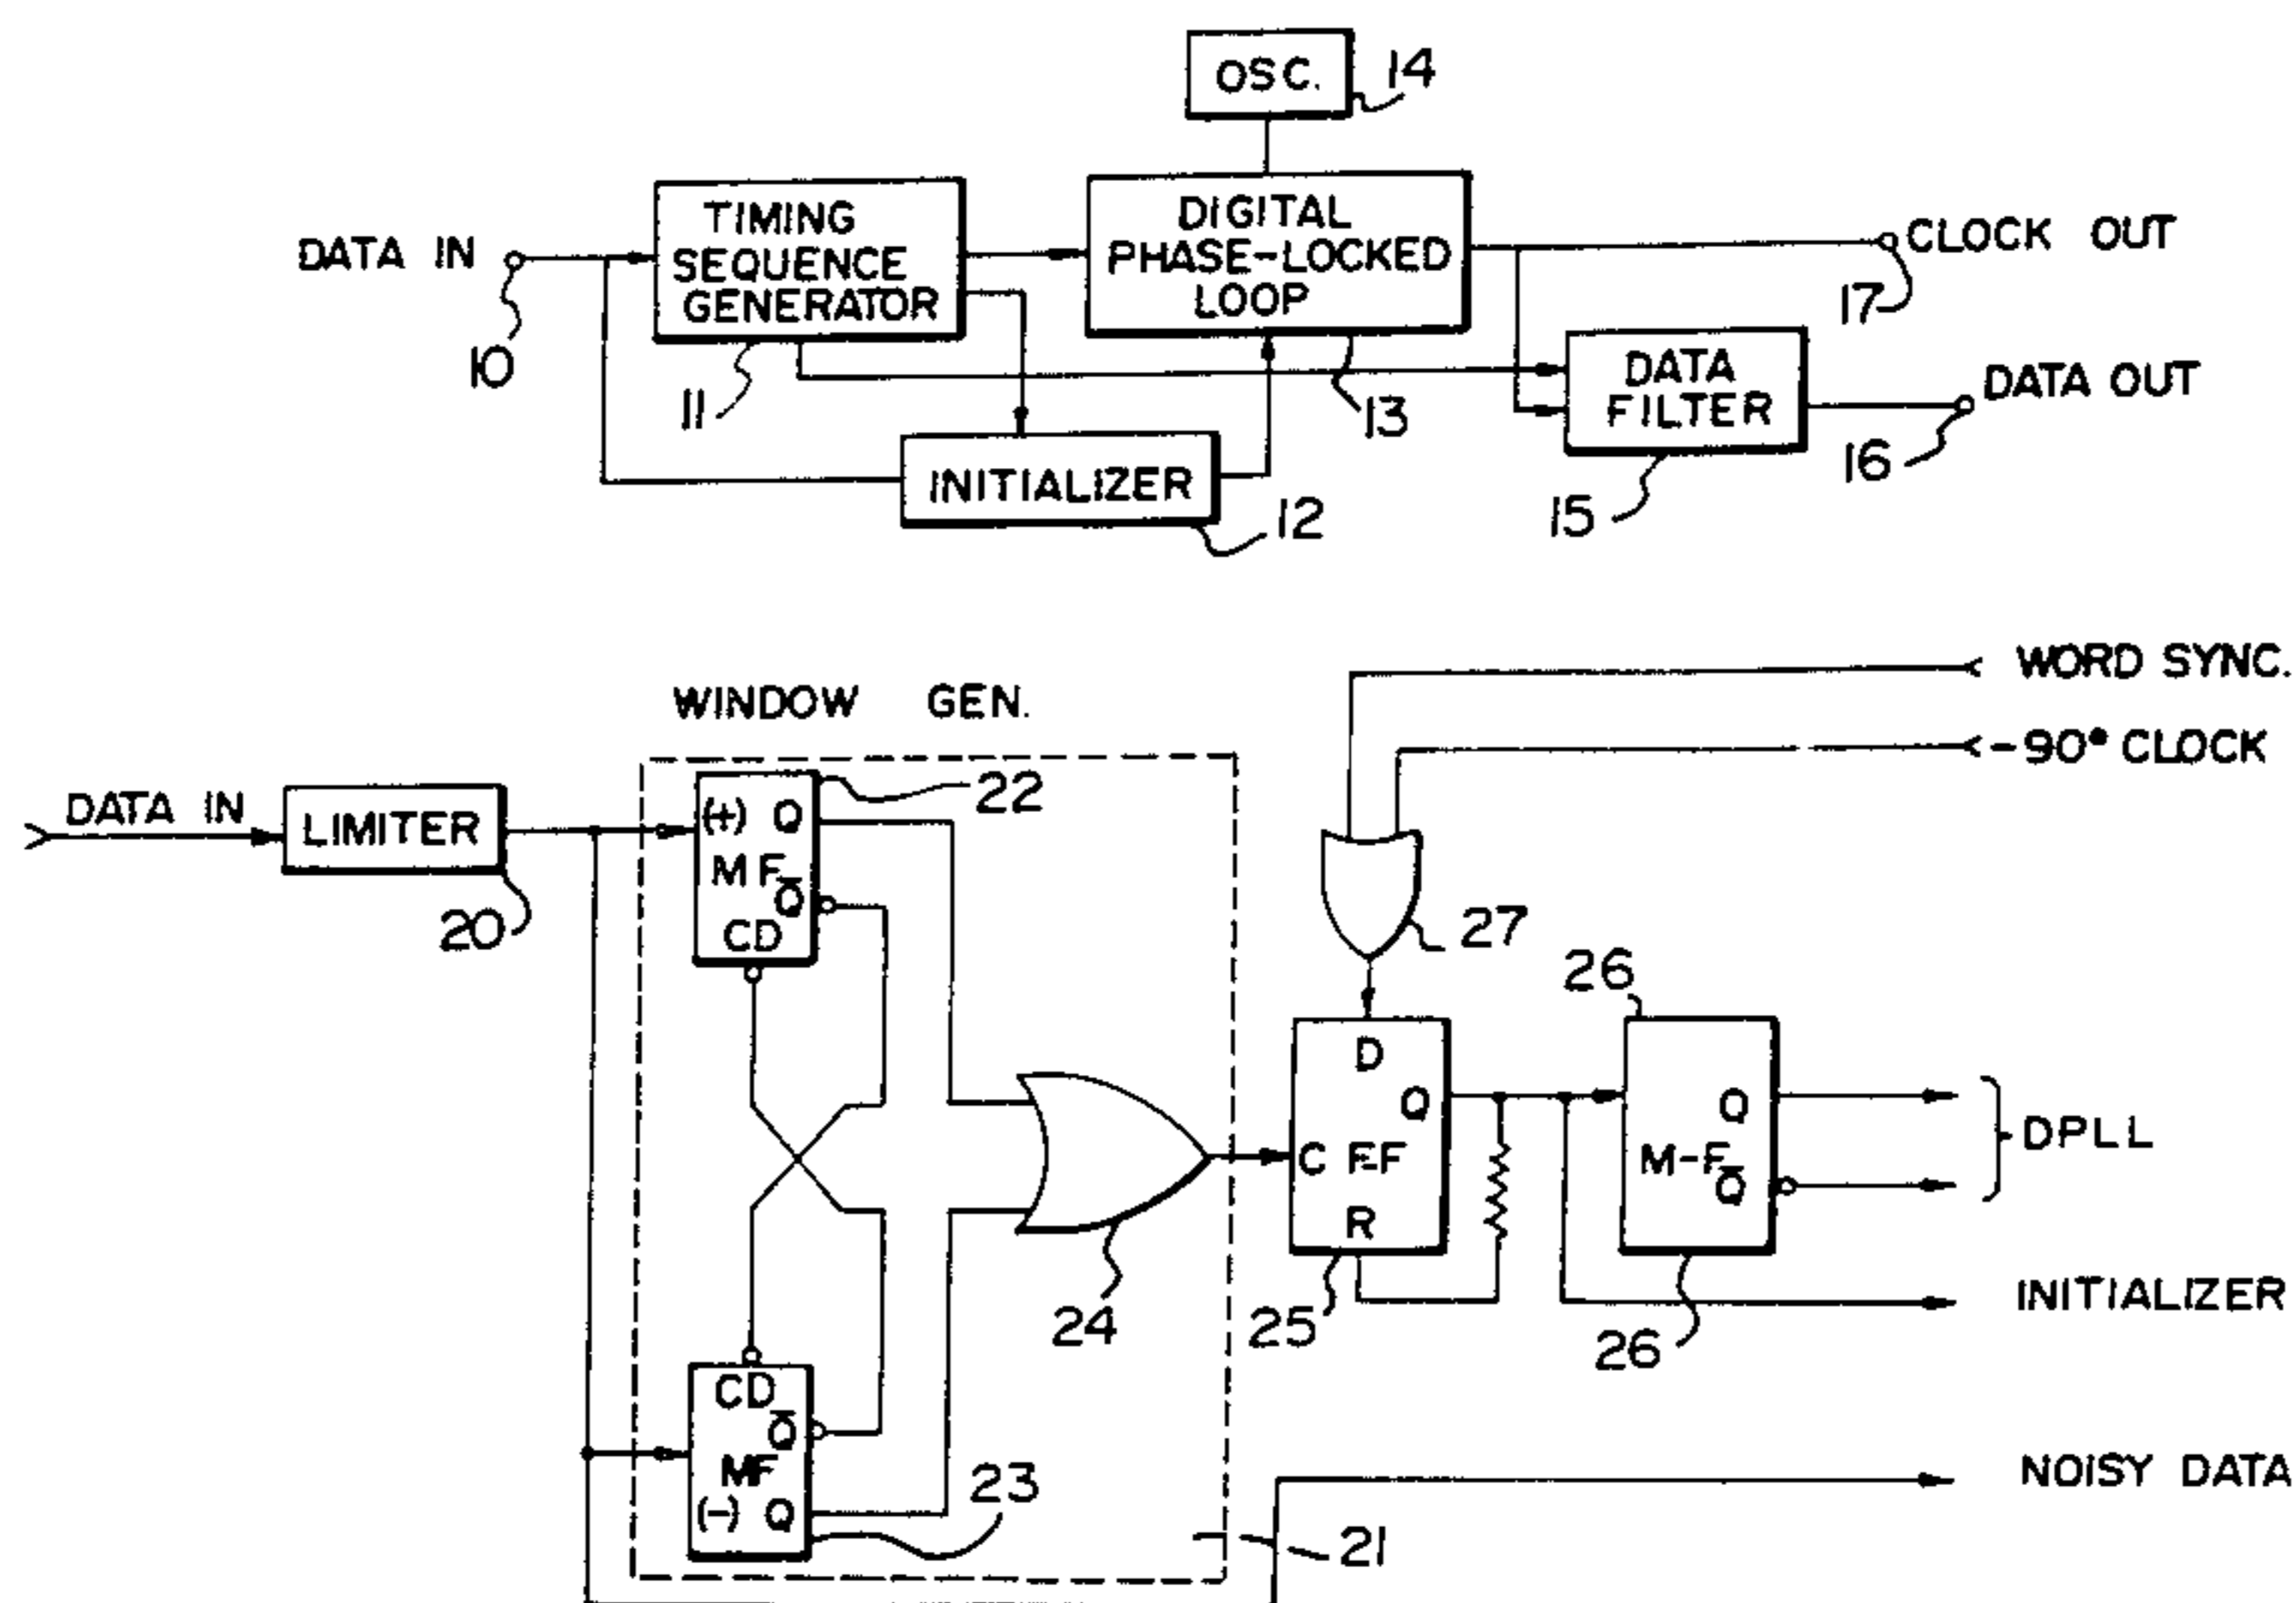 OSC. 14
TIMING
SEQUENCE
GENERATOR
DIGITAL
PHASE-LOCKED
LOOP
DATA IN
CLOCK OUT
10
11
13
17
DATA
FILTER
DATA OUT
INITIALIZER
12
15
16
WORD SYNC.
WINDOW GEN.
-90° CLOCK
DATA IN
LIMITER
20
(+) Q
MF
Q̅
CD
22
27
26
D
Q
C F-F
R
25
Q
M-F
Q̅
DPLL
24
26
INITIALIZER
CD
Q̅
MF
(-) Q
23
NOISY DATA
21